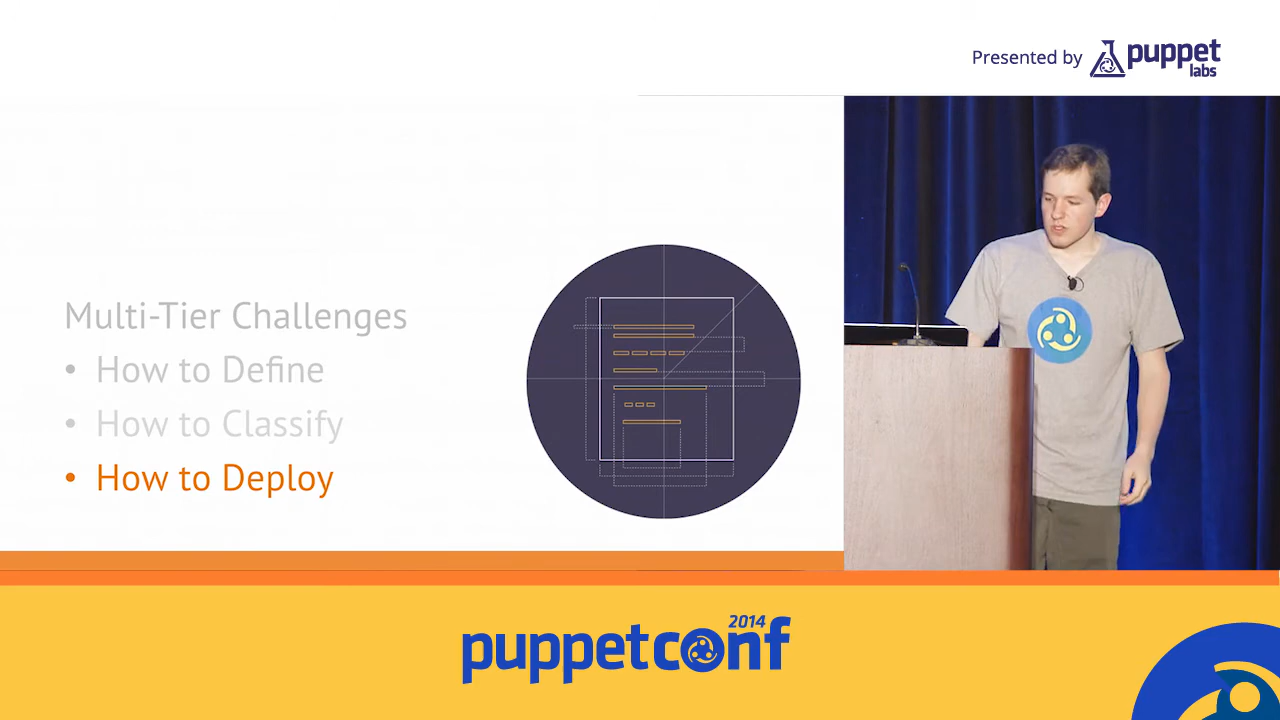 Presented by puppet
labs
Multi-Tier Challenges
• How to Define
• How to Classify
• How to Deploy
2014
puppetconf